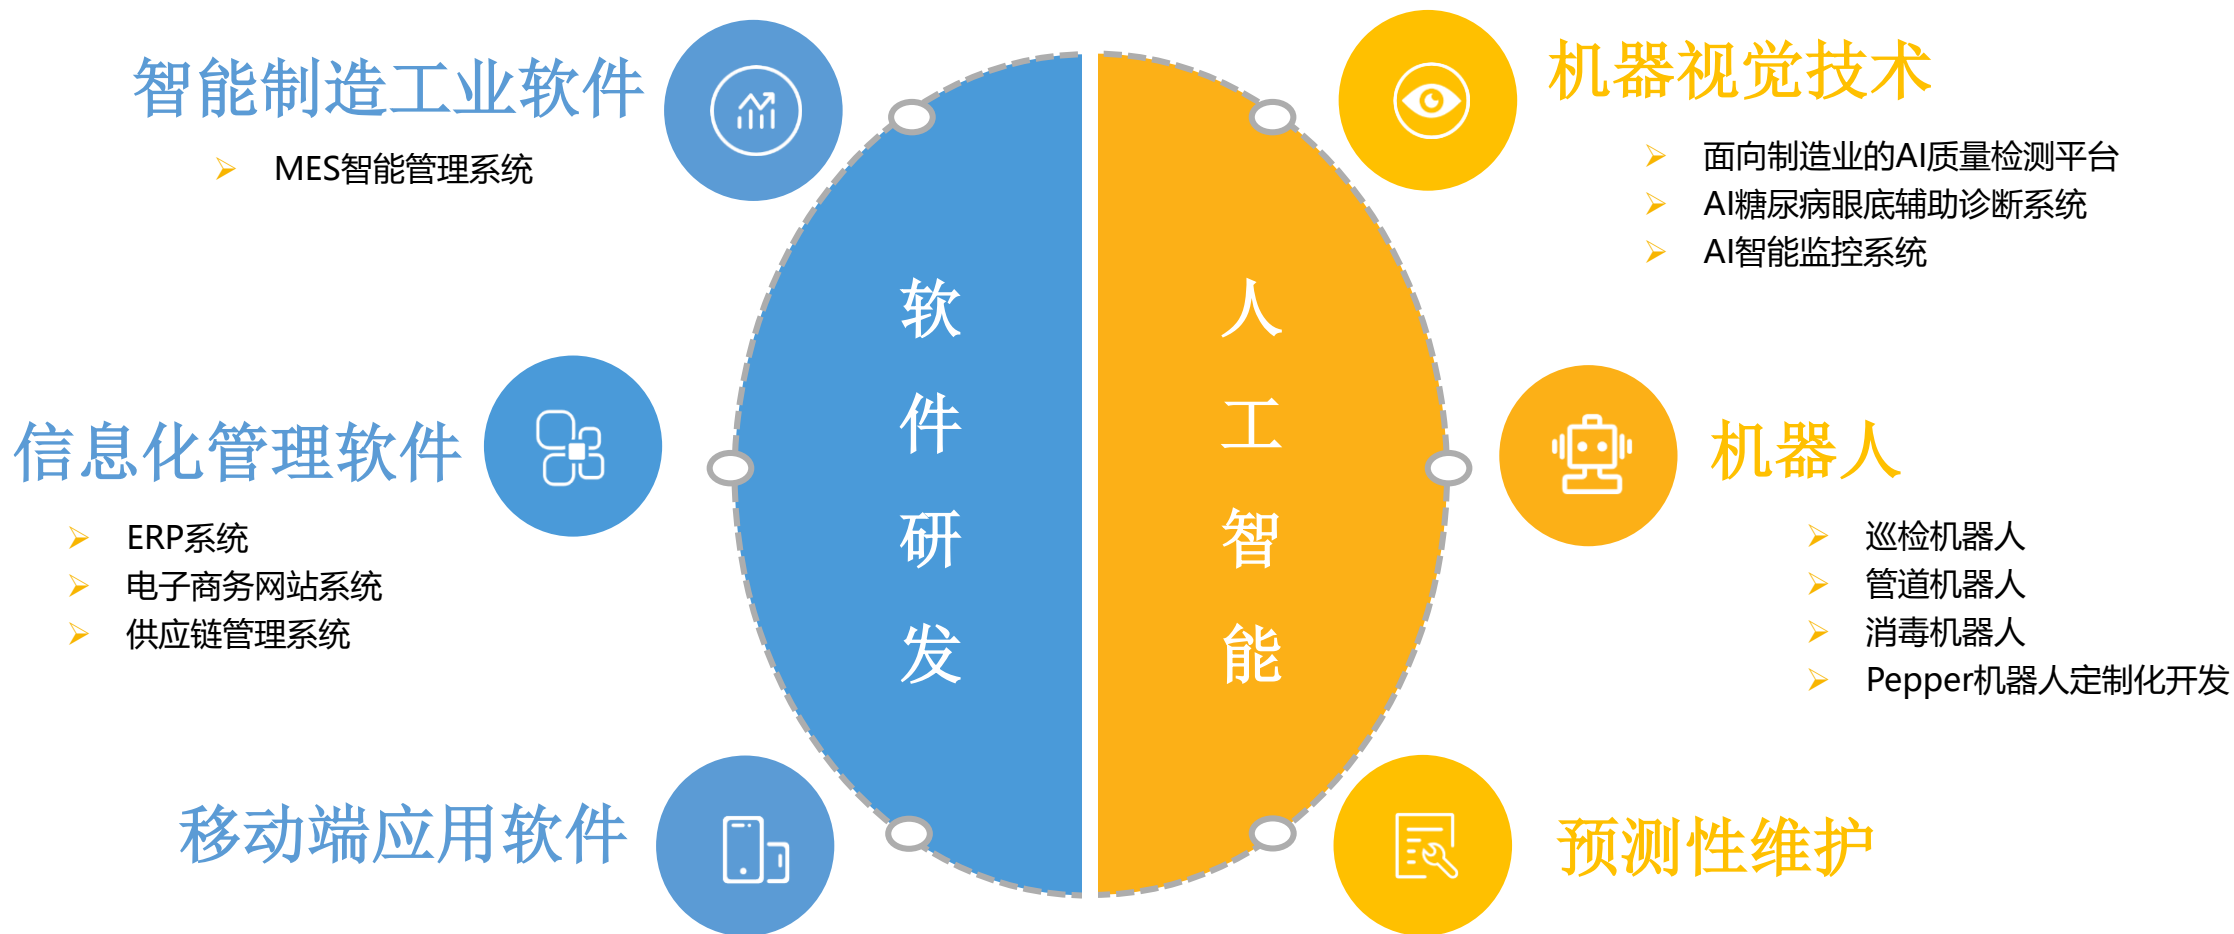 智能制造工业软件
MES智能管理系统
信息化管理软件
ERP系统
电子商务网站系统
供应链管理系统
移动端应用软件
软件研发
人工智能
机器视觉技术
面向制造业的AI质量检测平台
AI糖尿病眼底辅助诊断系统
AI智能监控系统
机器人
巡检机器人
管道机器人
消毒机器人
Pepper机器人定制化开发
预测性维护